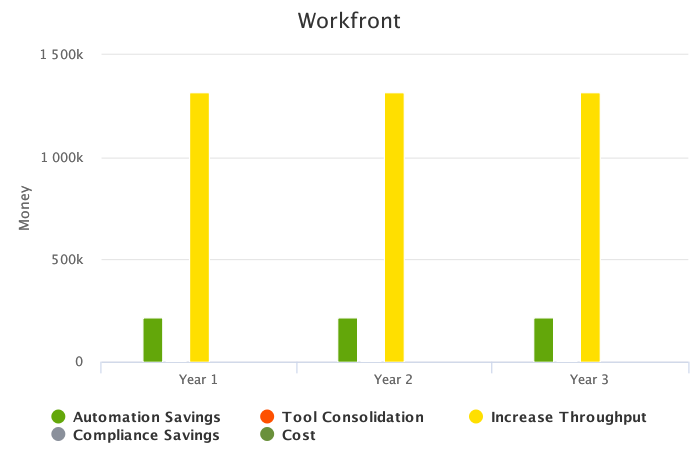 Workfront
1 500k
1 000k
500k
0
Money
Year 1 Year 2 Year 3
Automation Savings Tool Consolidation Increase Throughput
Compliance Savings Cost